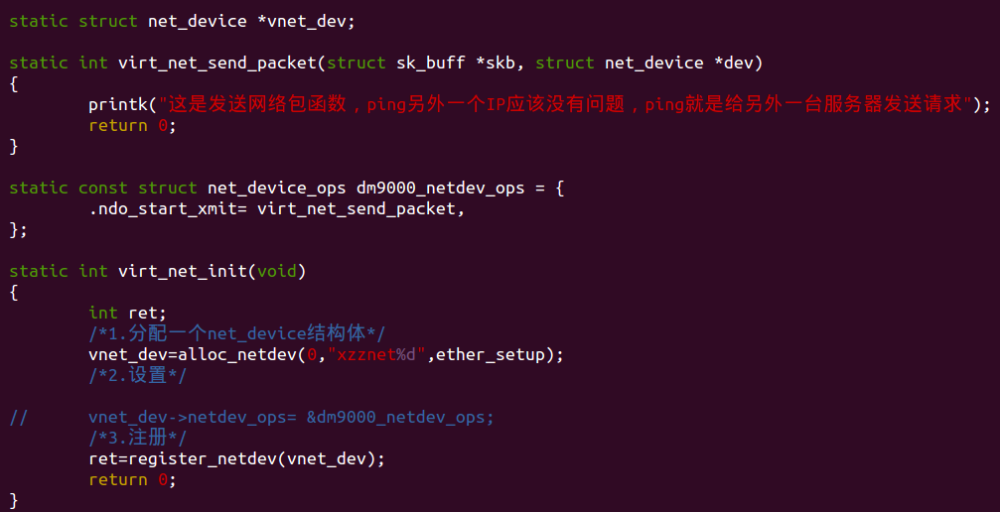 static struct net_device *vnet_dev;
static int virt_net_send_packet(struct sk_buff *skb, struct net_device *dev)
{
printk("这是发送网络包函数，ping另外一个IP应该没有问题，ping就是给另外一台服务器发送请求");
return 0;
}
static const struct net_device_ops dm9000_netdev_ops = {
.ndo_start_xmit= virt_net_send_packet,
};
static int virt_net_init(void)
{
int ret;
/*1.分配一个net_device结构体*/
vnet_dev=alloc_netdev(0,"xzznet%d",ether_setup);
/*2.设置*/
// vnet_dev->netdev_ops= &dm9000_netdev_ops;
/*3.注册*/
ret=register_netdev(vnet_dev);
return 0;
}